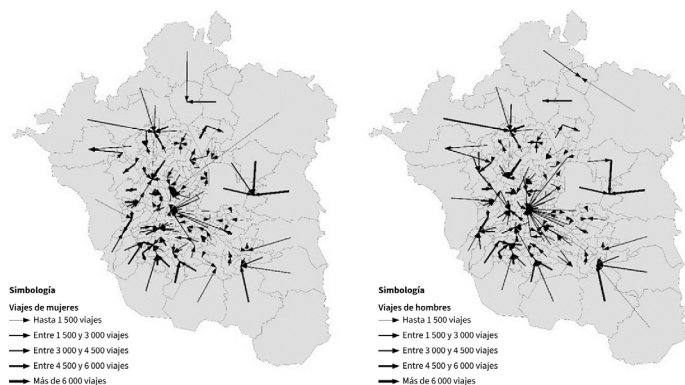 Simbología
Viajes de mujeres
Hasta 1 500 viajes
Entre 1 500 y 3 000 viajes
Entre 3 000 y 4 500 viajes
Entre 4 500 y 6 000 viajes
Más de 6 000 viajes
Simbología
Viajes de hombres
Hasta 1 500 viajes
Entre 1 500 y 3 000 viajes
Entre 3 000 y 4 500 viajes
Entre 4 500 y 6 000 viajes
Más de 6 000 viajes